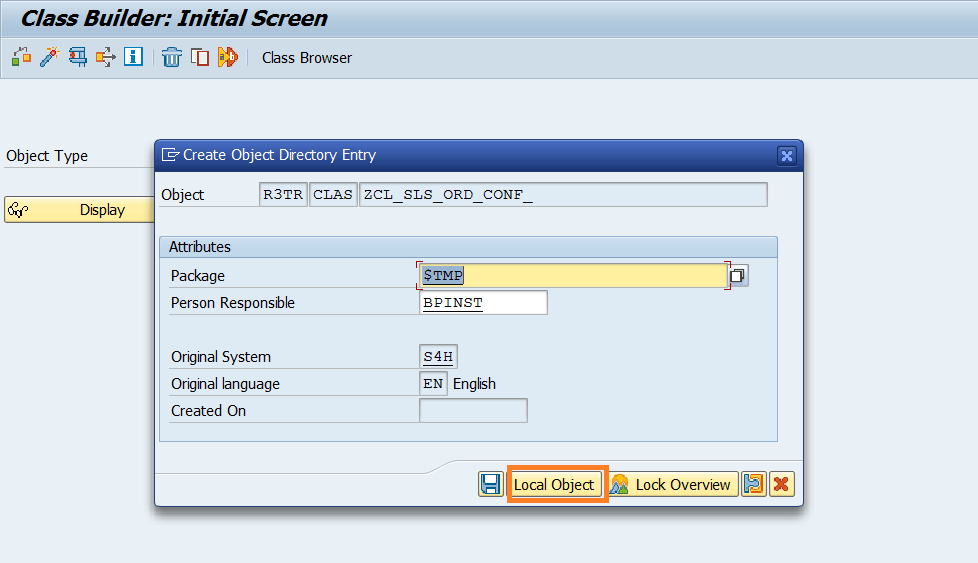 Class Builder: Initial Screen
Class Browser
Object Type
Display
Create Object Directory Entry
Object R3TR CLAS ZCL_SLS_ORD_CONF_
Attributes
Package $TMP
Person Responsible BPINST
Original System S4H
Original language EN English
Created On
Local Object Lock Overview